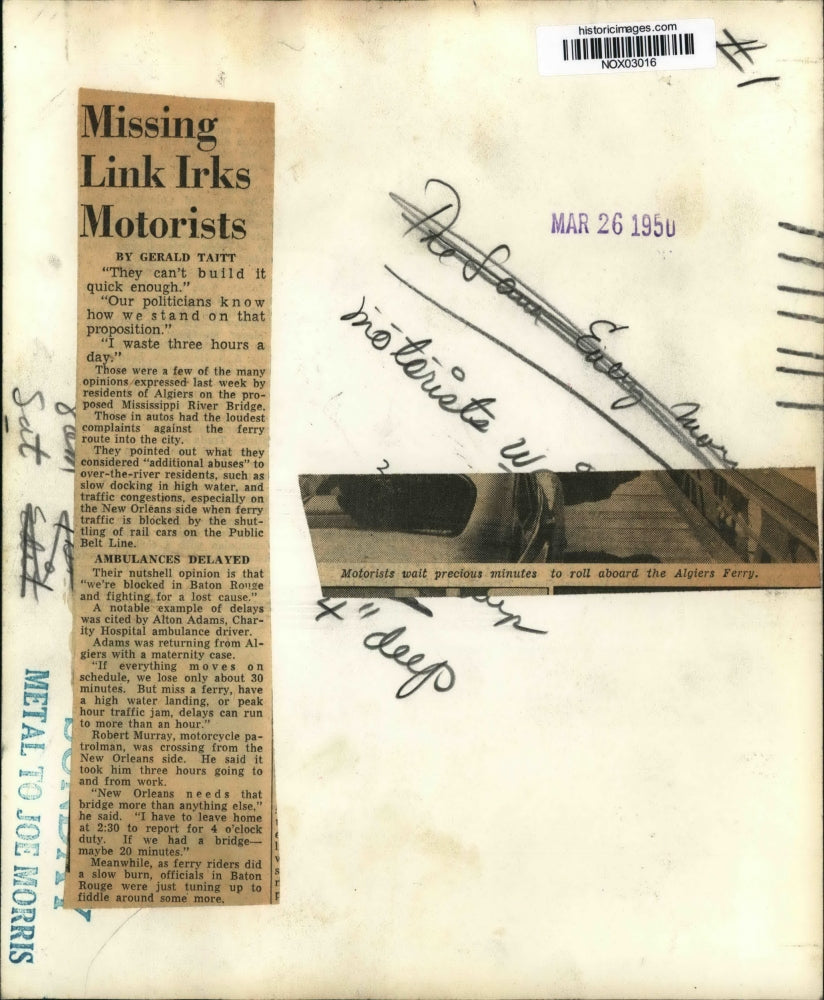 historicimages.com
NOX03016
#1
MAR 26 1950
Missing
Link Irks
Motorists
BY GERALD TAITT
"They can't build it
quick enough."
"Our politicians know
how we stand on that
proposition."
"I waste three hours a
day."
Those were a few of the many
opinions expressed last week by
residents of Algiers on the pro-
posed Mississippi River Bridge.
Those in autos had the loudest
complaints against the ferry
route into the city.
They pointed out what they
considered "additional abuses" to
over-the-river residents, such as
slow docking in high water, and
traffic congestions, especially on
the New Orleans side when ferry
traffic is blocked by the shut-
tling of rail cars on the Public
Belt Line.
AMBULANCES DELAYED
Their nutshell opinion is that
"we're blocked in Baton Rouge
and fighting for a lost cause."
A notable example of delays
was cited by Alton Adams, Char-
ity Hospital ambulance driver.
Adams was returning from Al-
giers with a maternity case.
"If everything moves on
schedule, we lose only about 30
minutes. But miss a ferry, have
a high water landing, or peak
hour traffic jam, delays can run
to more than an hour."
Robert Murray, motorcycle pa-
trolman, was crossing from the
New Orleans side. He said it
took him three hours going to
and from work.
"New Orleans needs that
bridge more than anything else,"
he said. "I have to leave home
at 2:30 to report for 4 o'clock
duty. If we had a bridge—
maybe 20 minutes."
Meanwhile, as ferry riders did
a slow burn, officials in Baton
Rouge were just tuning up to
fiddle around some more.
Every
motorists w
2
Motorists wait precious minutes to roll aboard the Algiers Ferry.
4" deep
Sat
METAL TO JOE MORRIS